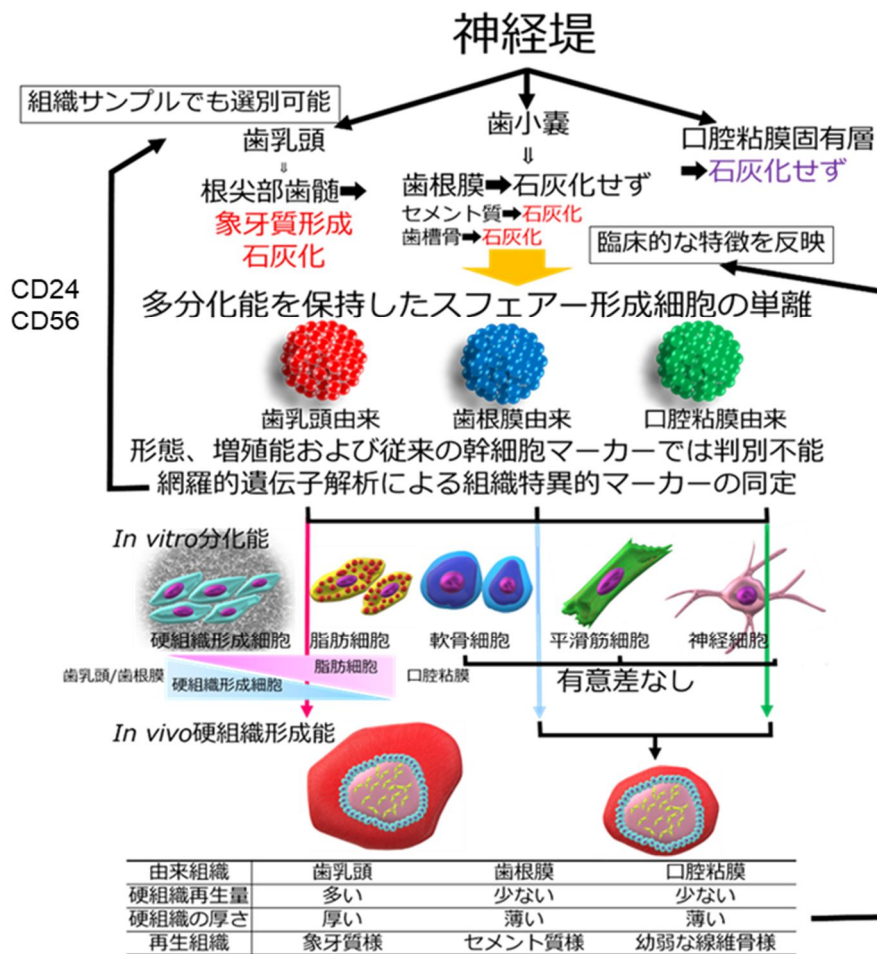 神経堤
組織サンプルでも選別可能
歯乳頭
⇓
根尖部歯髄➡
象牙質形成
石灰化
歯小嚢
⇓
歯根膜➡石灰化せず
セメント質➡石灰化
歯槽骨➡石灰化
口腔粘膜固有層
➡石灰化せず
臨床的な特徴を反映
CD24
CD56
多分化能を保持したスフェアー形成細胞の単離
歯乳頭由来 歯根膜由来 口腔粘膜由来
形態、増殖能および従来の幹細胞マーカーでは判別不能
網羅的遺伝子解析による組織特異的マーカーの同定
In vitro分化能
硬組織形成細胞 脂肪細胞 軟骨細胞 平滑筋細胞 神経細胞
歯乳頭/歯根膜 脂肪細胞 硬組織形成細胞 口腔粘膜
有意差なし
In vivo硬組織形成能
由来組織 歯乳頭 歯根膜 口腔粘膜
硬組織再生量 多い 少ない 少ない
硬組織の厚さ 厚い 薄い 薄い
再生組織 象牙質様 セメント質様 幼弱な線維骨様